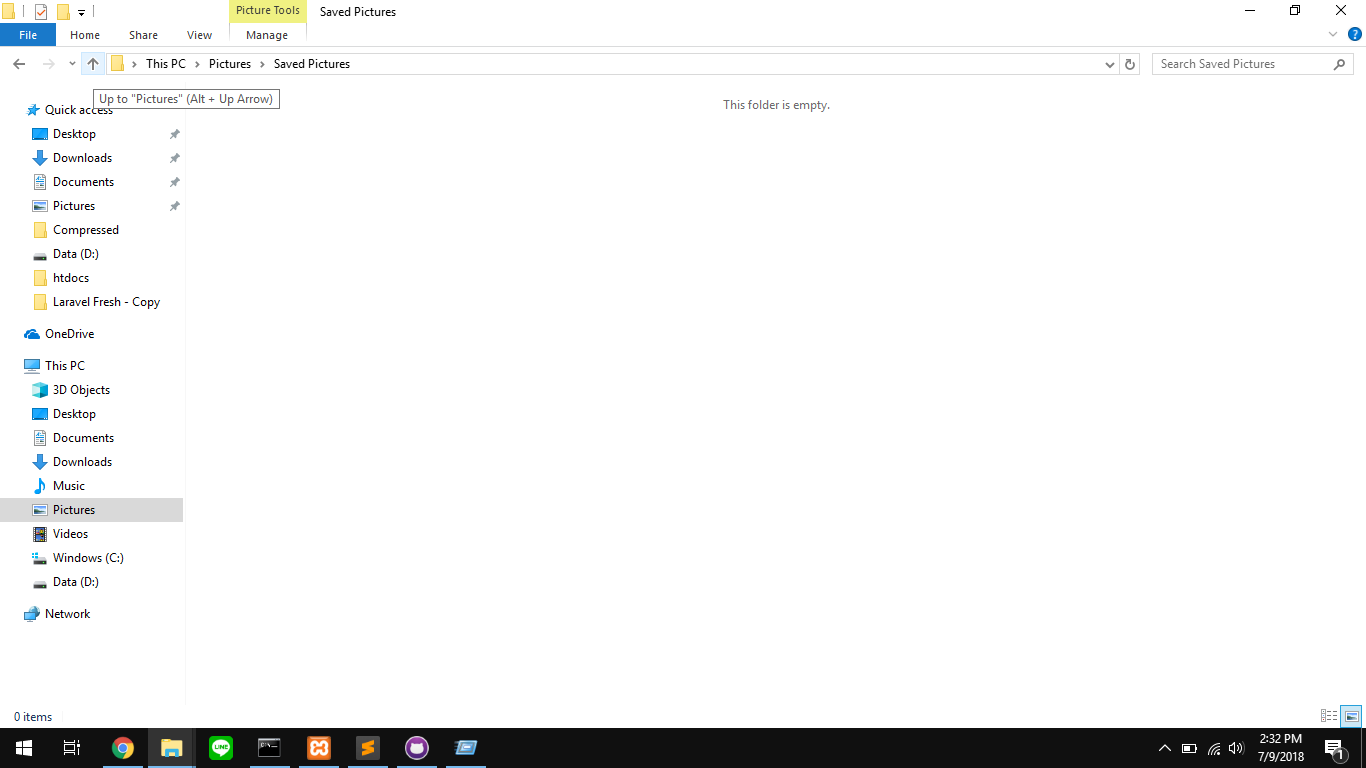 Picture Tools
Saved Pictures
File
Home
Share
View
Manage
This PC
Pictures
Saved Pictures
Search Saved Pictures
Up to "Pictures" (Alt + Up Arrow)
Quick access
This folder is empty.
Desktop
Downloads
Documents
Pictures
Compressed
Data (D:)
htdocs
Laravel Fresh - Copy
OneDrive
This PC
3D Objects
Desktop
Documents
Downloads
Music
Pictures
Videos
Windows (C:)
Data (D:)
Network
0 items
LINE
2:32 PM
7/9/2018
1